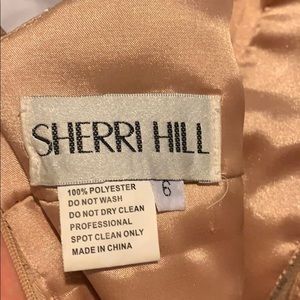 SHERRI HILL
100% POLYESTER
DO NOT WASH
DO NOT DRY CLEAN
PROFESSIONAL
SPOT CLEAN ONLY
MADE IN CHINA
6